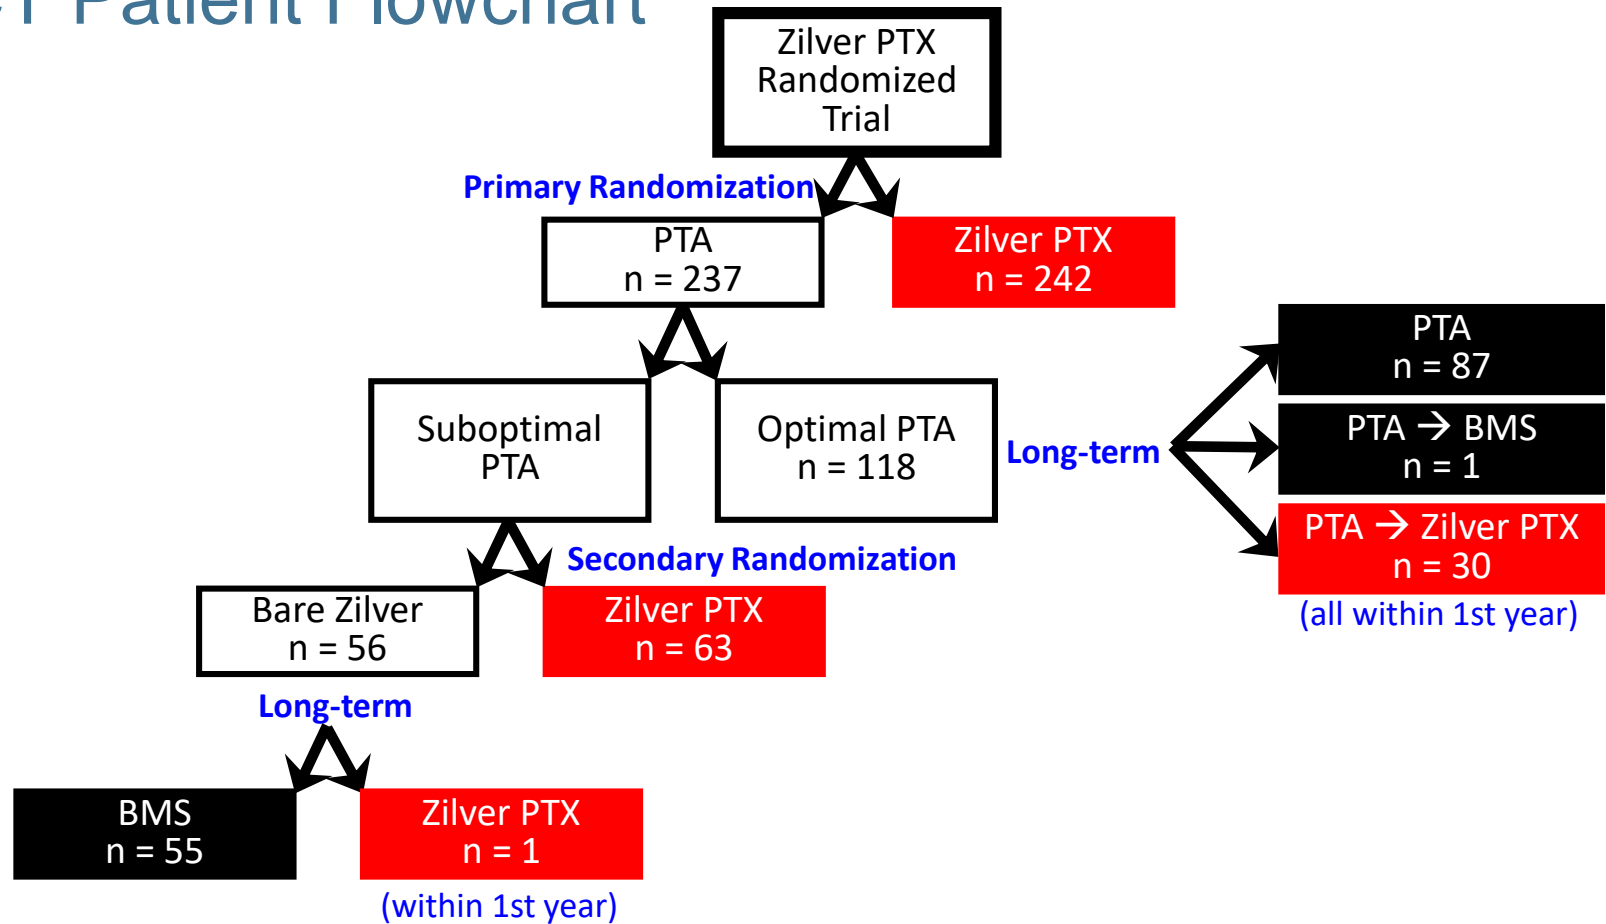 Patient Flowchart
Zilver PTX
Randomized
Trial
Primary Randomization
PTA
n = 237
Zilver PTX
n = 242
Suboptimal
PTA
Optimal PTA
n = 118
Long-term
PTA
n = 87
PTA → BMS
n = 1
PTA → Zilver PTX
n = 30
(all within 1st year)
Secondary Randomization
Bare Zilver
n = 56
Zilver PTX
n = 63
Long-term
BMS
n = 55
Zilver PTX
n = 1
(within 1st year)